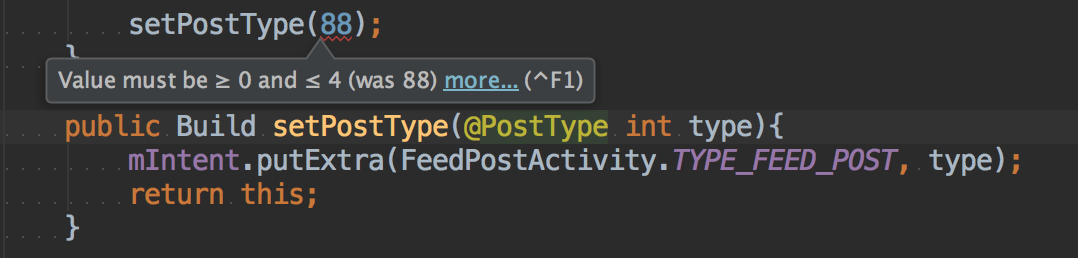 setPostType(88);
}
Value must be ≥ 0 and ≤ 4 (was 88) more... (^F1)
public Build setPostType(@PostType int type){
mIntent.putExtra(FeedPostActivity.TYPE_FEED_POST, type);
return this;
}